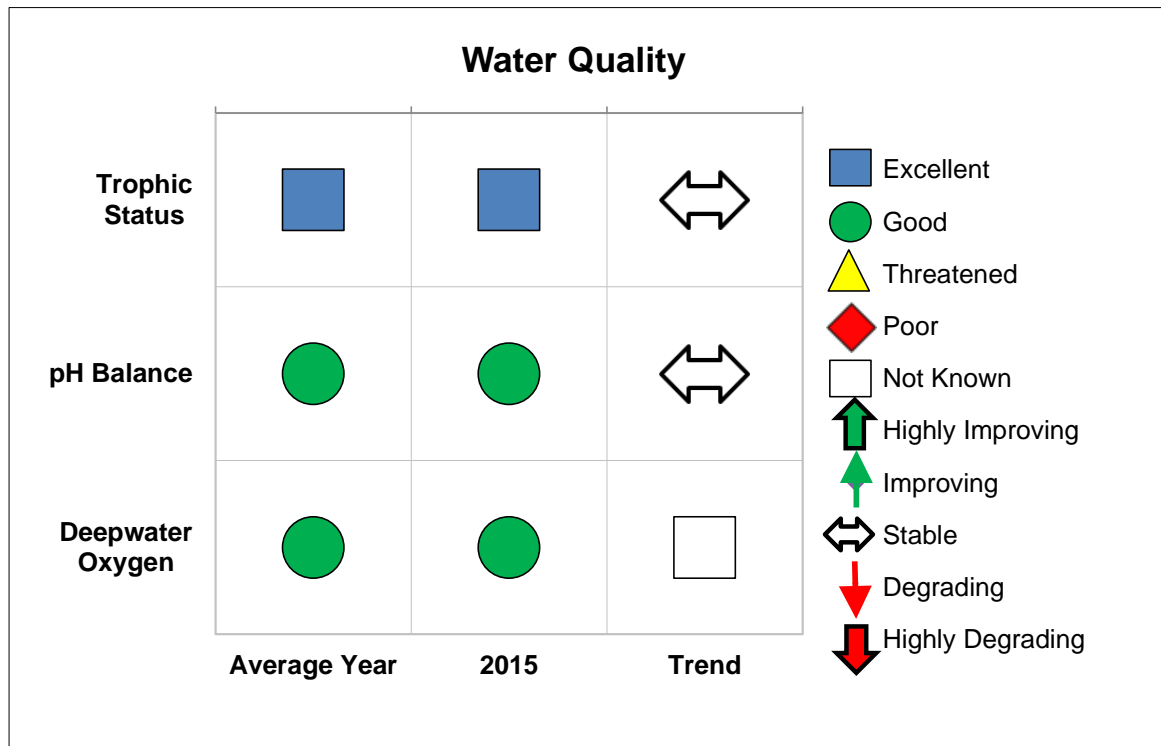 Water Quality
Trophic
Status
pH Balance
Deepwater
Oxygen
Average Year
2015
Trend
Excellent
Good
Threatened
Poor
Not Known
Highly Improving
Improving
Stable
Degrading
Highly Degrading